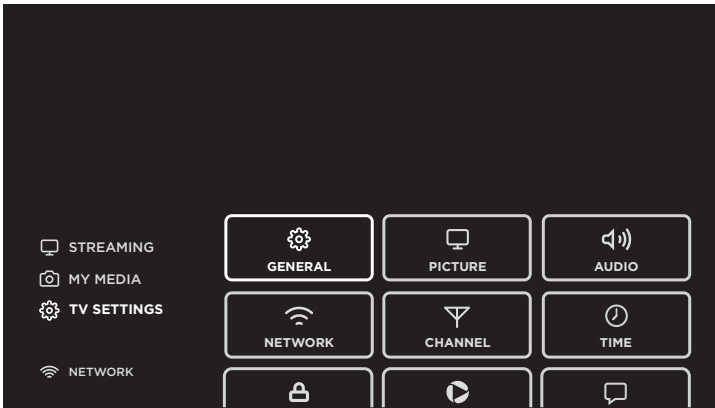 STREAMING
MY MEDIA
TV SETTINGS
NETWORK
GENERAL
PICTURE
AUDIO
NETWORK
CHANNEL
TIME